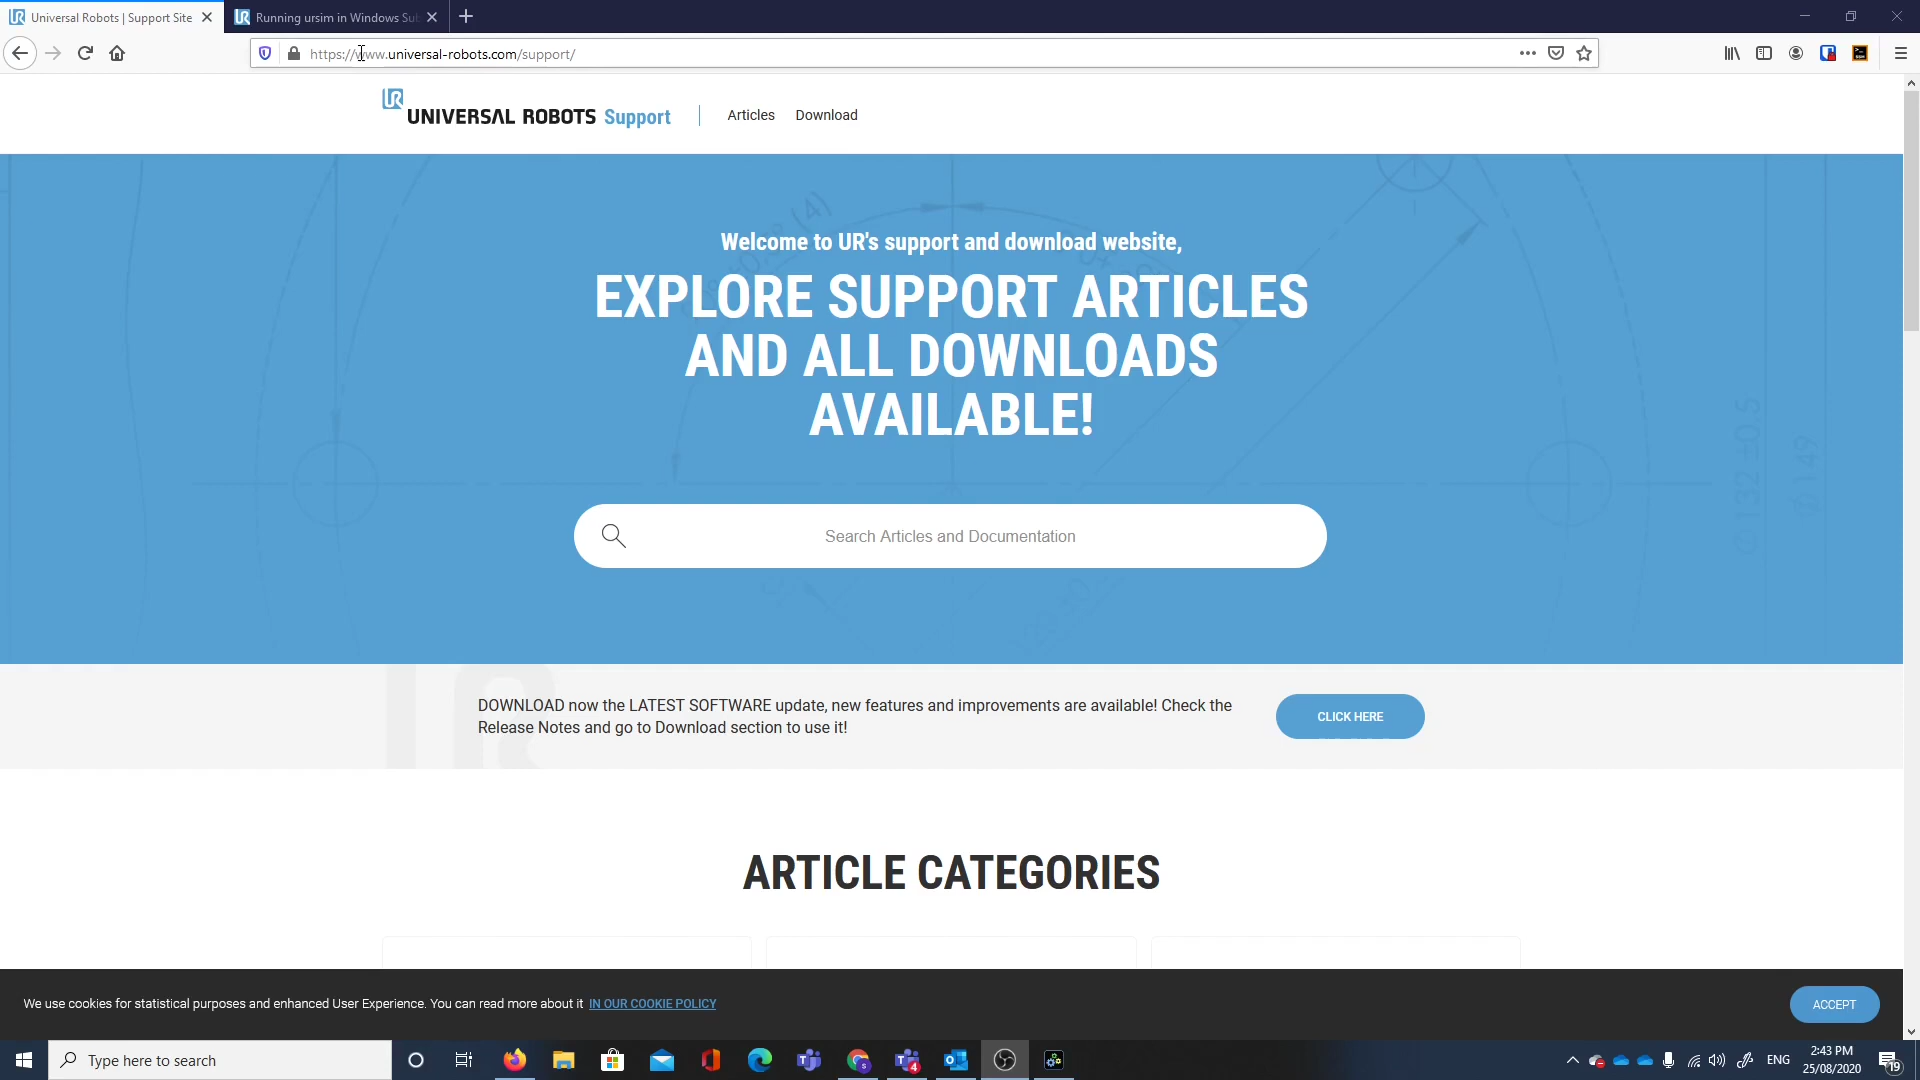 Universal Robots | Support Site
Running ursim in Windows Su
https://www.universal-robots.com/support/
UNIVERSAL ROBOTS Support
Articles
Download
Welcome to UR's support and download website,
EXPLORE SUPPORT ARTICLES
AND ALL DOWNLOADS
AVAILABLE!
Search Articles and Documentation
DOWNLOAD now the LATEST SOFTWARE update, new features and improvements are available! Check the
Release Notes and go to Download section to use it!
CLICK HERE
ARTICLE CATEGORIES
We use cookies for statistical purposes and enhanced User Experience. You can read more about it IN OUR COOKIE POLICY
ACCEPT
Type here to search
4
ENG
2:43 PM
25/08/2020
19